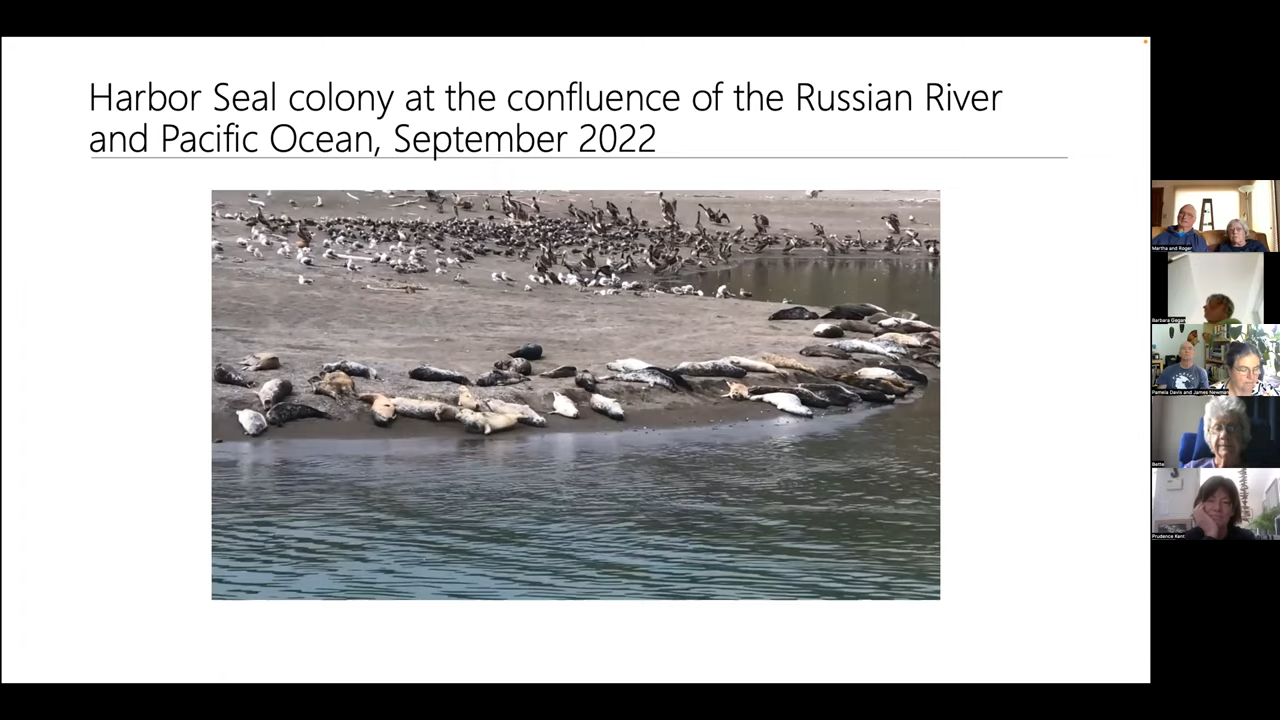 Harbor Seal colony at the confluence of the Russian River
and Pacific Ocean, September 2022
Martha and Roger
Barbara Gegan
Pamela Davis and James Newman
Bette
Prudence Kent